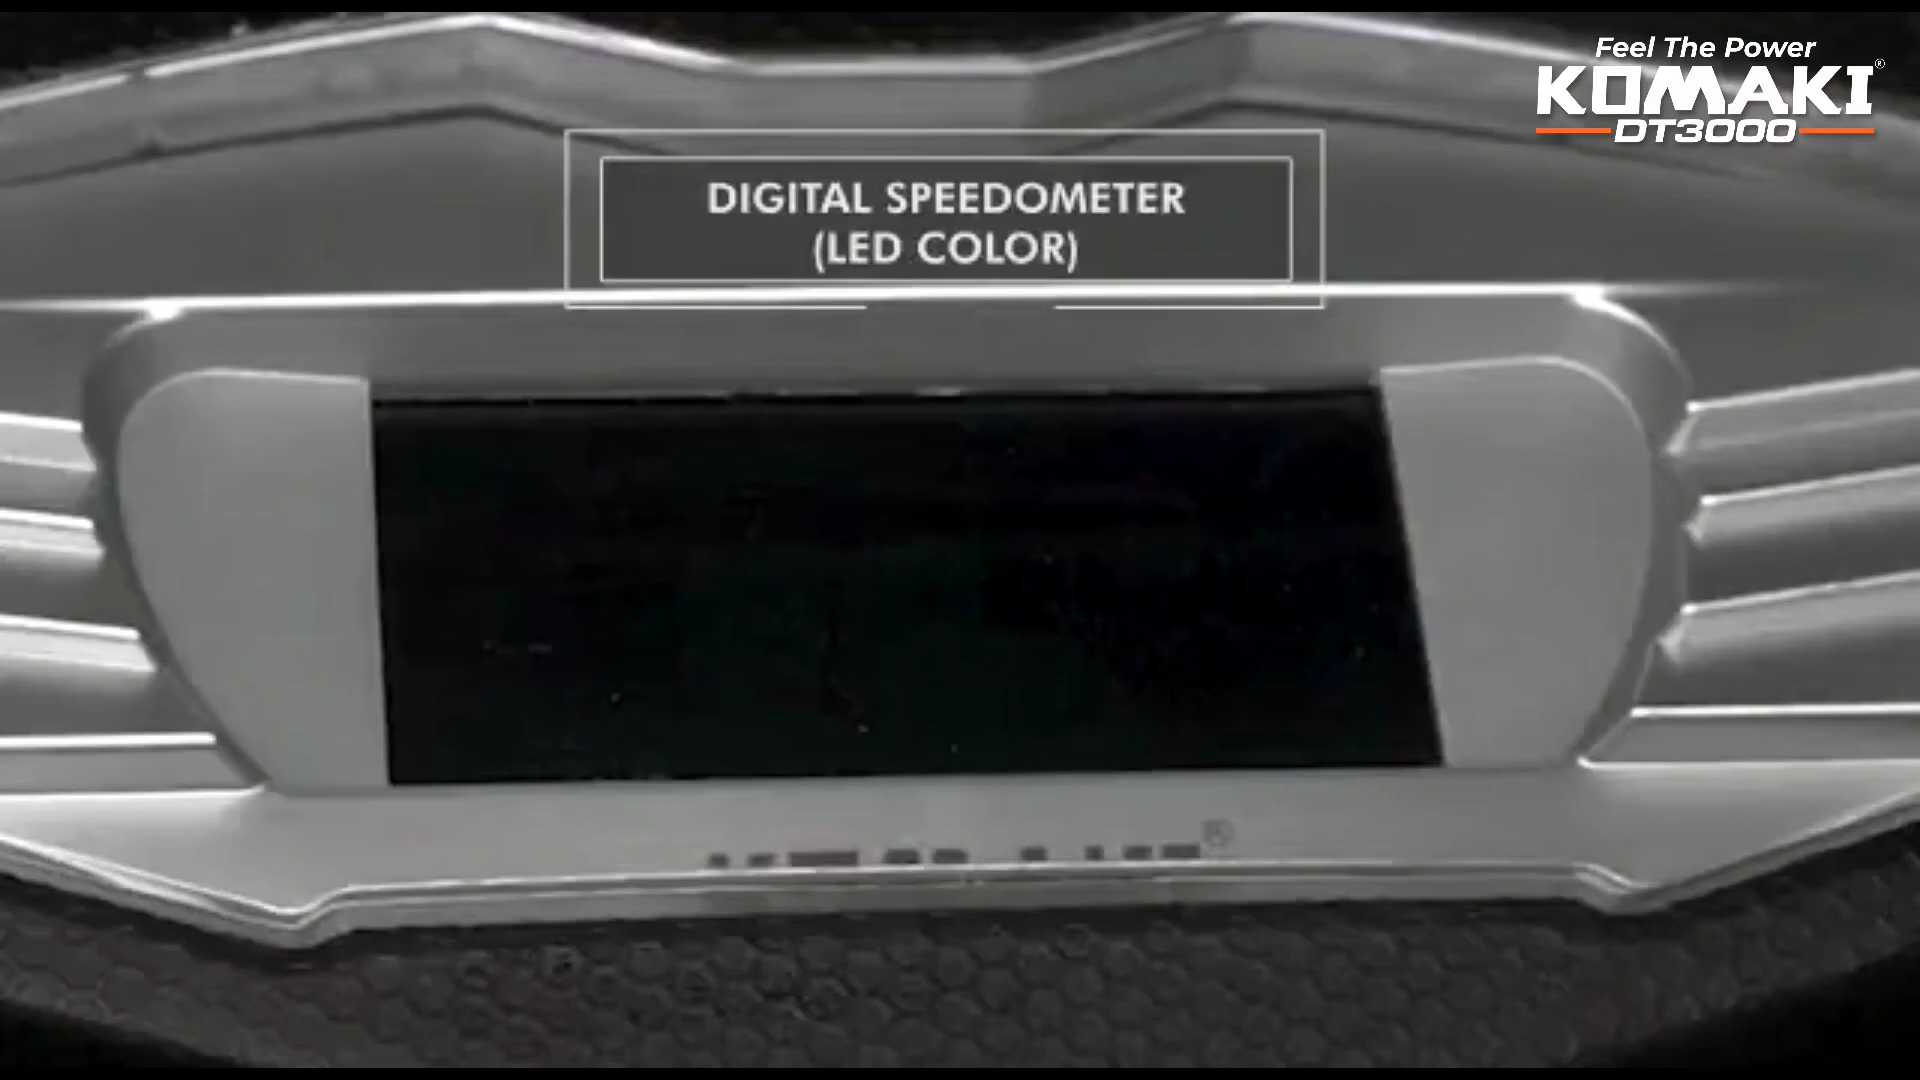 Feel The Power
KOMAKI®
DT3000
DIGITAL SPEEDOMETER
(LED COLOR)
®